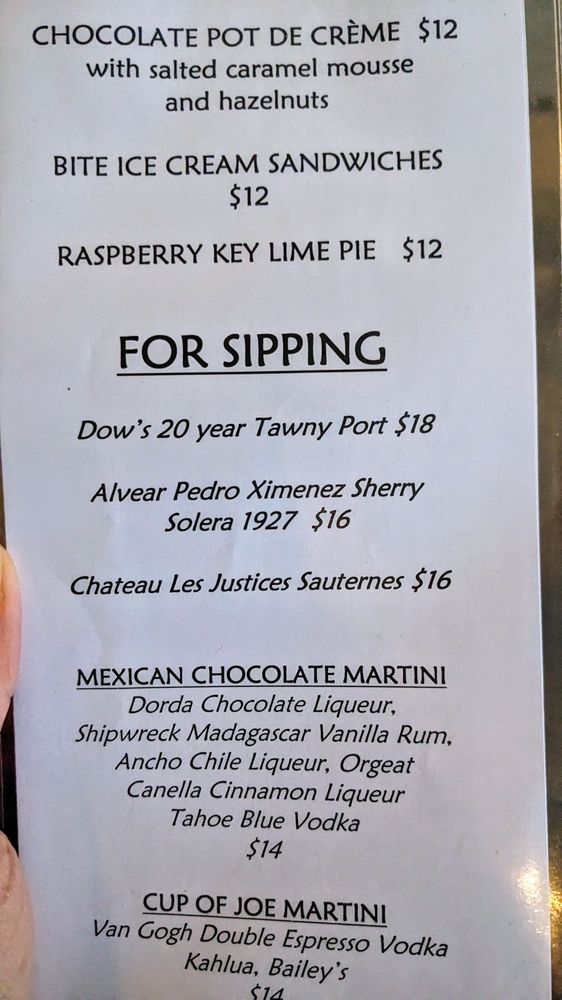 CHOCOLATE POT DE CRÈME $12
with salted caramel mousse
and hazelnuts
BITE ICE CREAM SANDWICHES
$12
RASPBERRY KEY LIME PIE $12
FOR SIPPING
Dow's 20 year Tawny Port $18
Alvear Pedro Ximenez Sherry
Solera 1927 $16
Chateau Les Justices Sauternes $16
MEXICAN CHOCOLATE MARTINI
Dorda Chocolate Liqueur,
Shipwreck Madagascar Vanilla Rum,
Ancho Chile Liqueur, Orgeat
Canella Cinnamon Liqueur
Tahoe Blue Vodka
$14
CUP OF JOE MARTINI
Van Gogh Double Espresso Vodka
Kahlua, Bailey's
$14